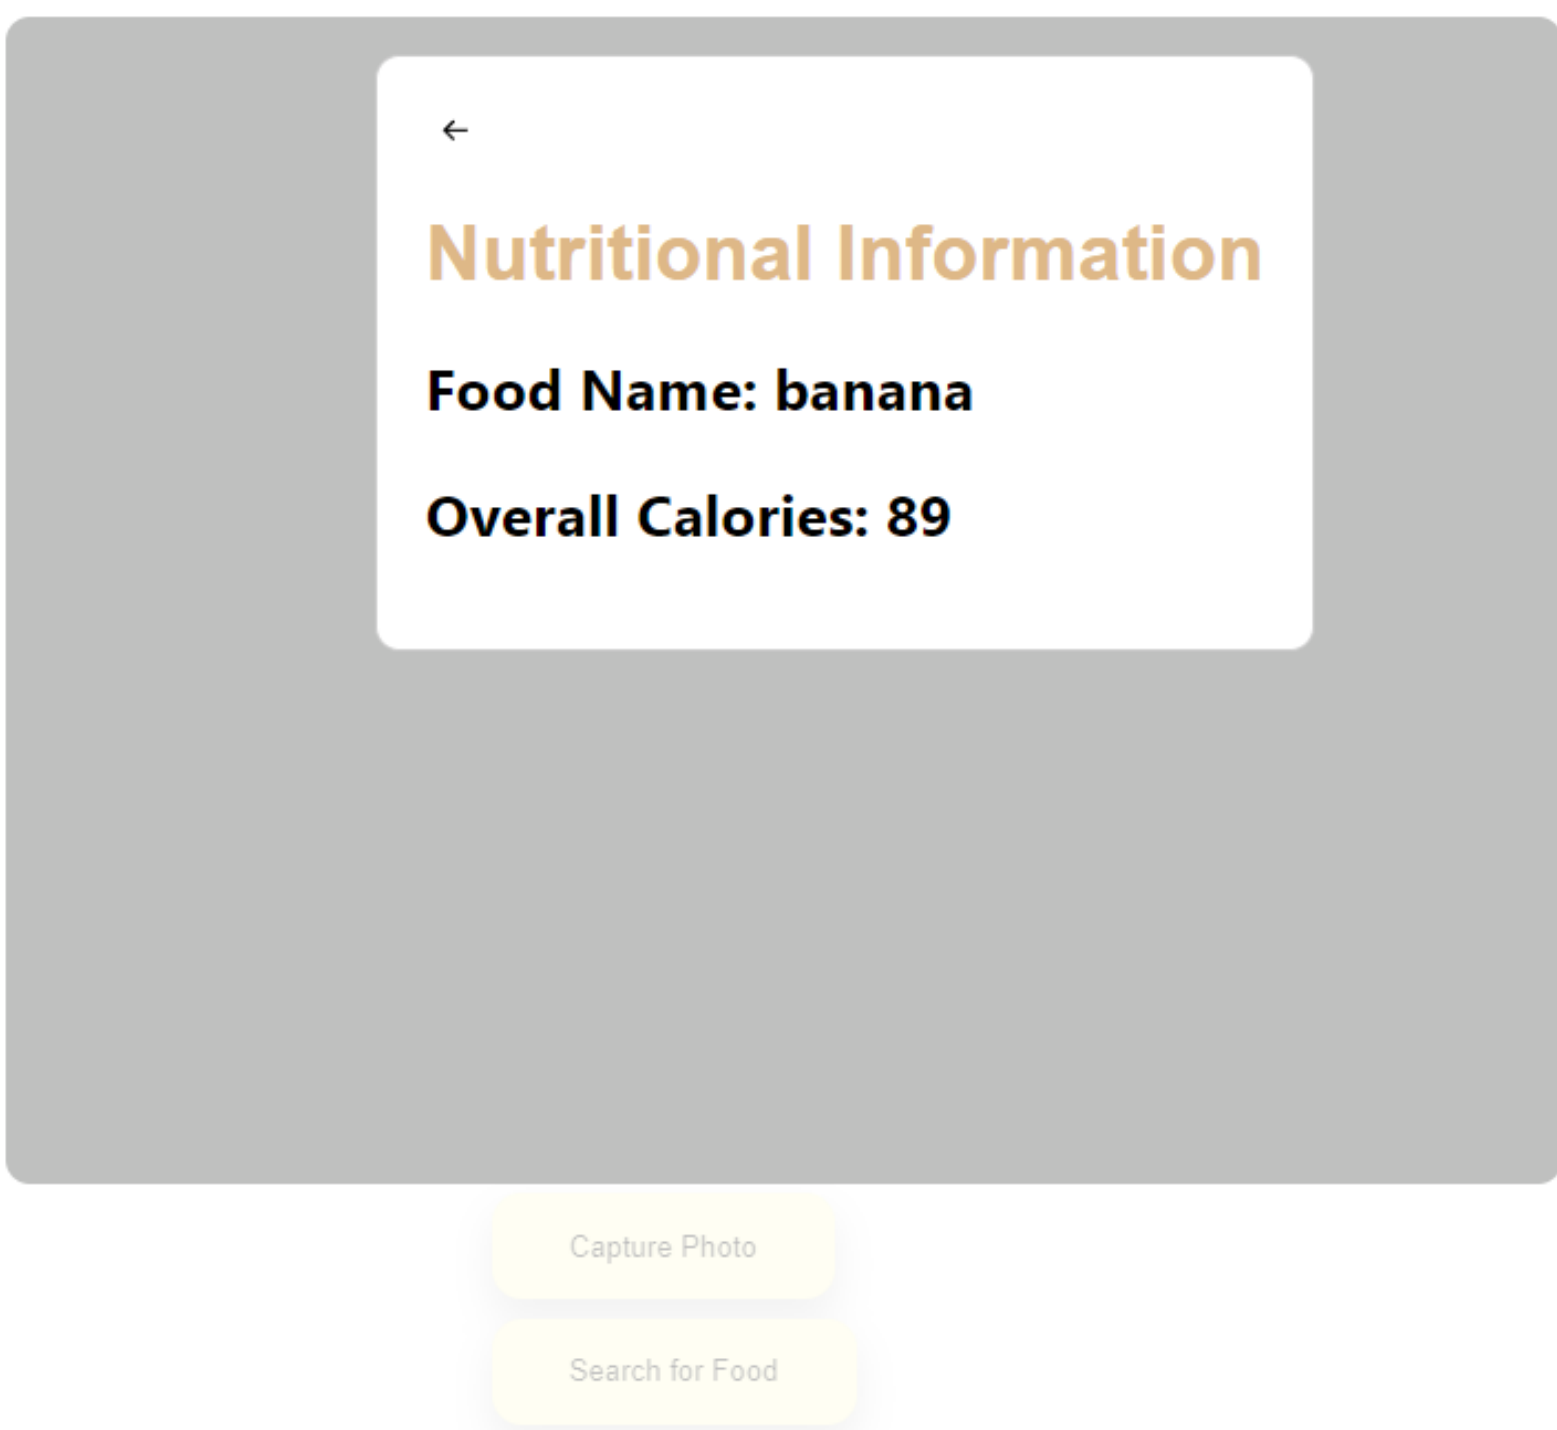 Nutritional Information
Food Name: banana
Overall Calories: 89
Capture Photo
Search for Food